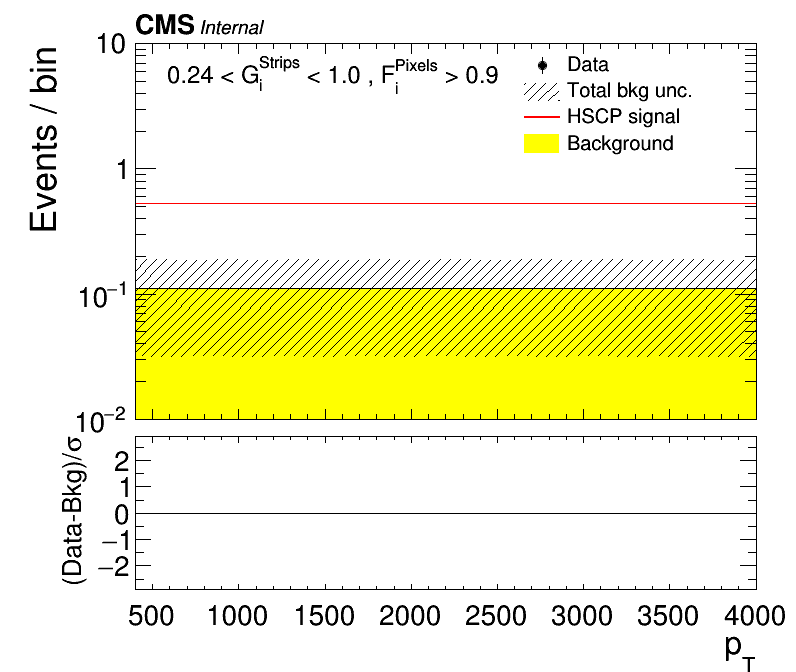 CMS Internal
0.24 < G_i^Strips < 1.0 , F_i^Pixels > 0.9
Data
Total bkg unc.
HSCP signal
Background
Events / bin
10
1
10^−1
10^−2
(Data-Bkg)/σ
2
1
0
−1
−2
500 1000 1500 2000 2500 3000 3500 4000
p_T